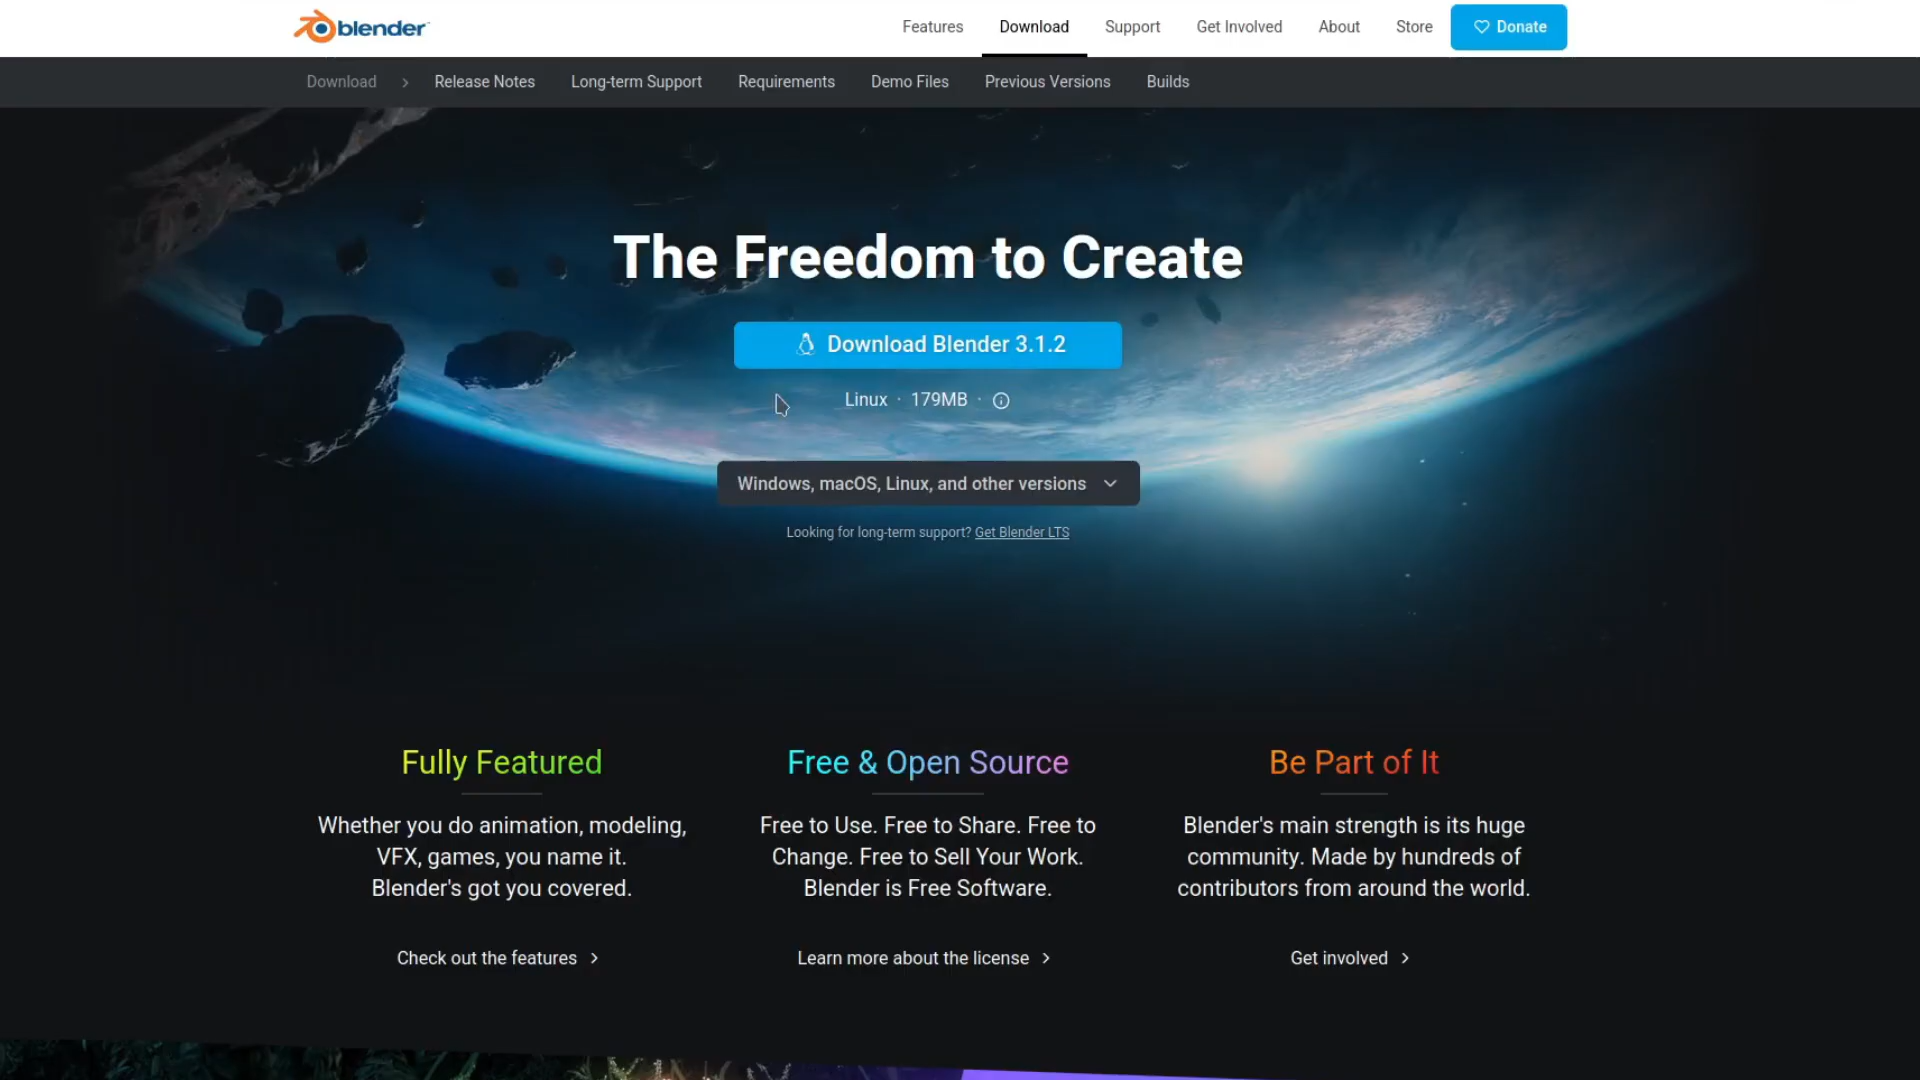 blender
Features Download Support Get Involved About Store Donate
Download Release Notes Long-term Support Requirements Demo Files Previous Versions Builds
The Freedom to Create
Download Blender 3.1.2
Linux · 179MB ·
Windows, macOS, Linux, and other versions
Looking for long-term support? Get Blender LTS
Fully Featured
Whether you do animation, modeling,
VFX, games, you name it.
Blender's got you covered.
Check out the features
Free & Open Source
Free to Use. Free to Share. Free to
Change. Free to Sell Your Work.
Blender is Free Software.
Learn more about the license
Be Part of It
Blender's main strength is its huge
community. Made by hundreds of
contributors from around the world.
Get involved